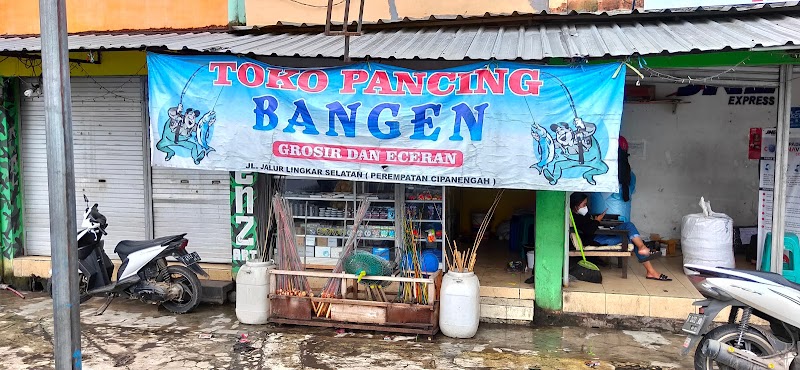 TOKO PANCING
BANGEN
GROSIR DAN ECERAN
JL. JALUR LINGKAR SELATAN ( PEREMPATAN CIPANENGAH )
EXPRESS